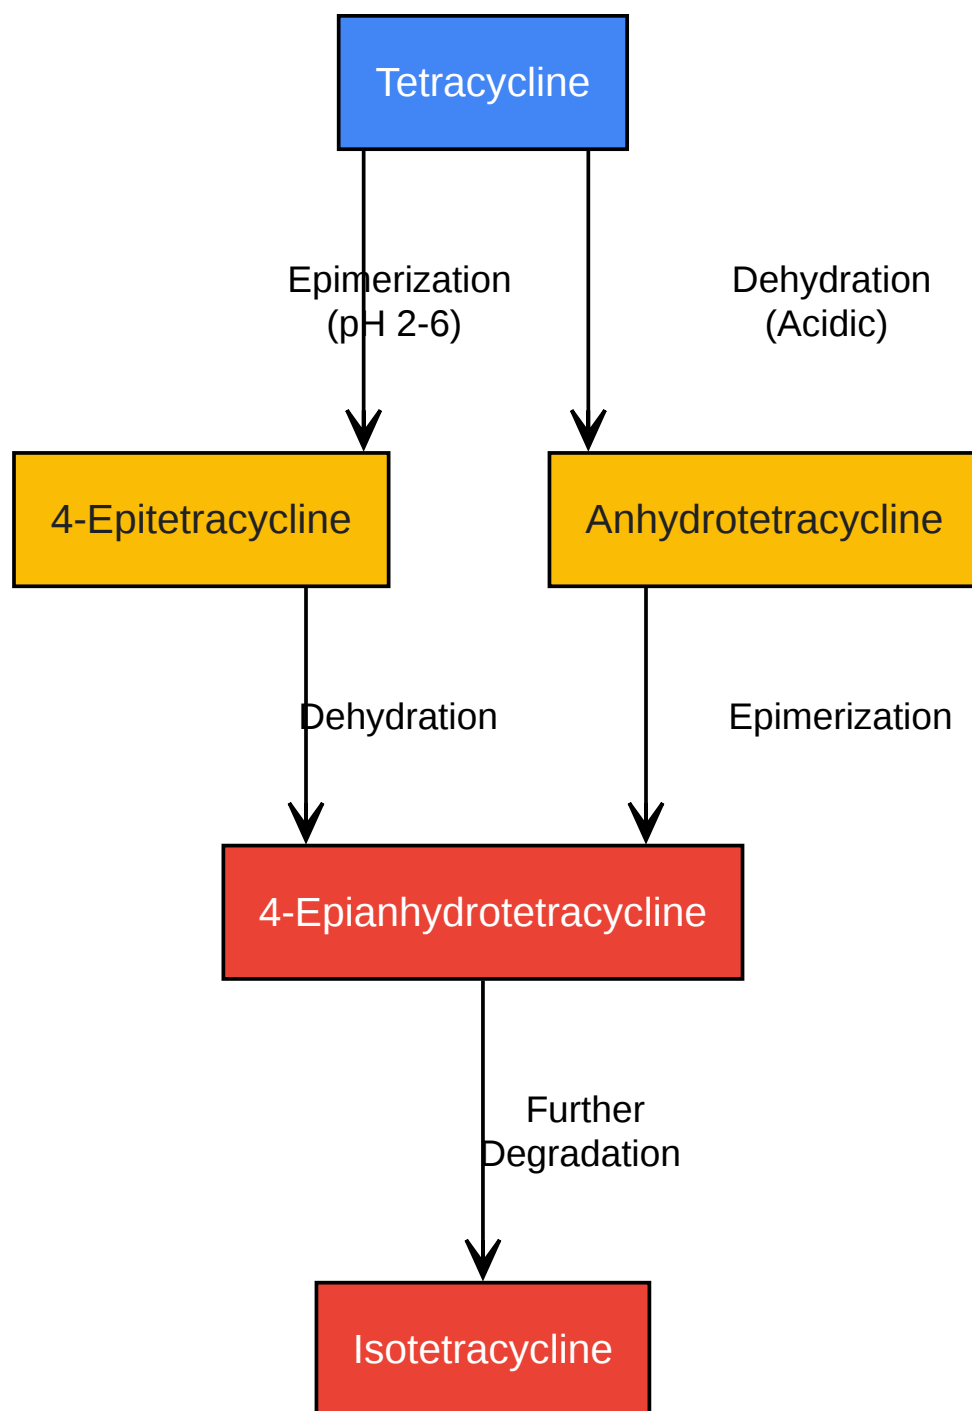 Tetracycline
Epimerization
(pH 2-6)
Dehydration
(Acidic)
4-Epitetracycline
Anhydrotetracycline
Dehydration
Epimerization
4-Epianhydrotetracycline
Further
Degradation
Isotetracycline